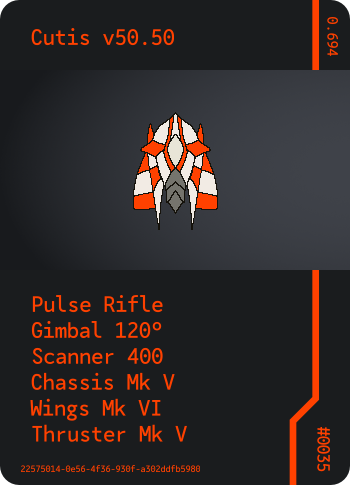 Cutis v50.50
0.694
Pulse Rifle
Gimbal 120°
Scanner 400
Chassis Mk V
Wings Mk VI
Thruster Mk V
#0035
22575014-0e56-4f36-930f-a302ddfb5980